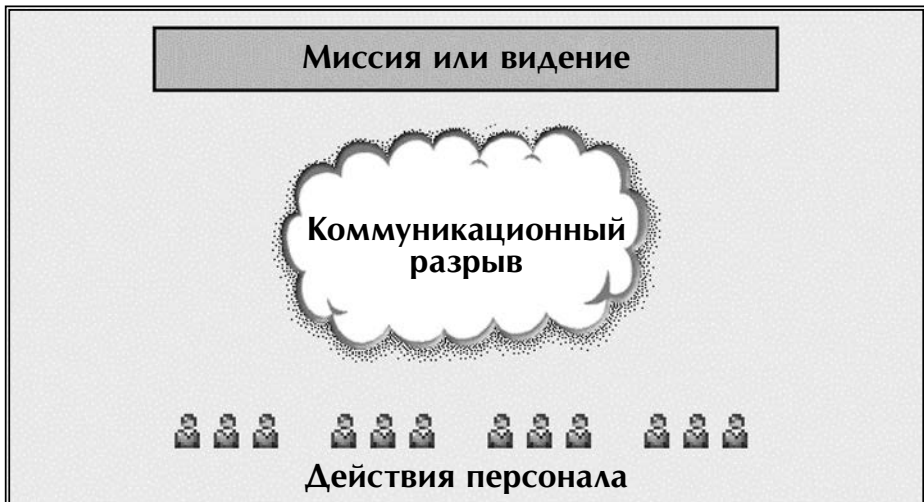 Миссия или видение
Коммуникационный
разрыв
Действия персонала